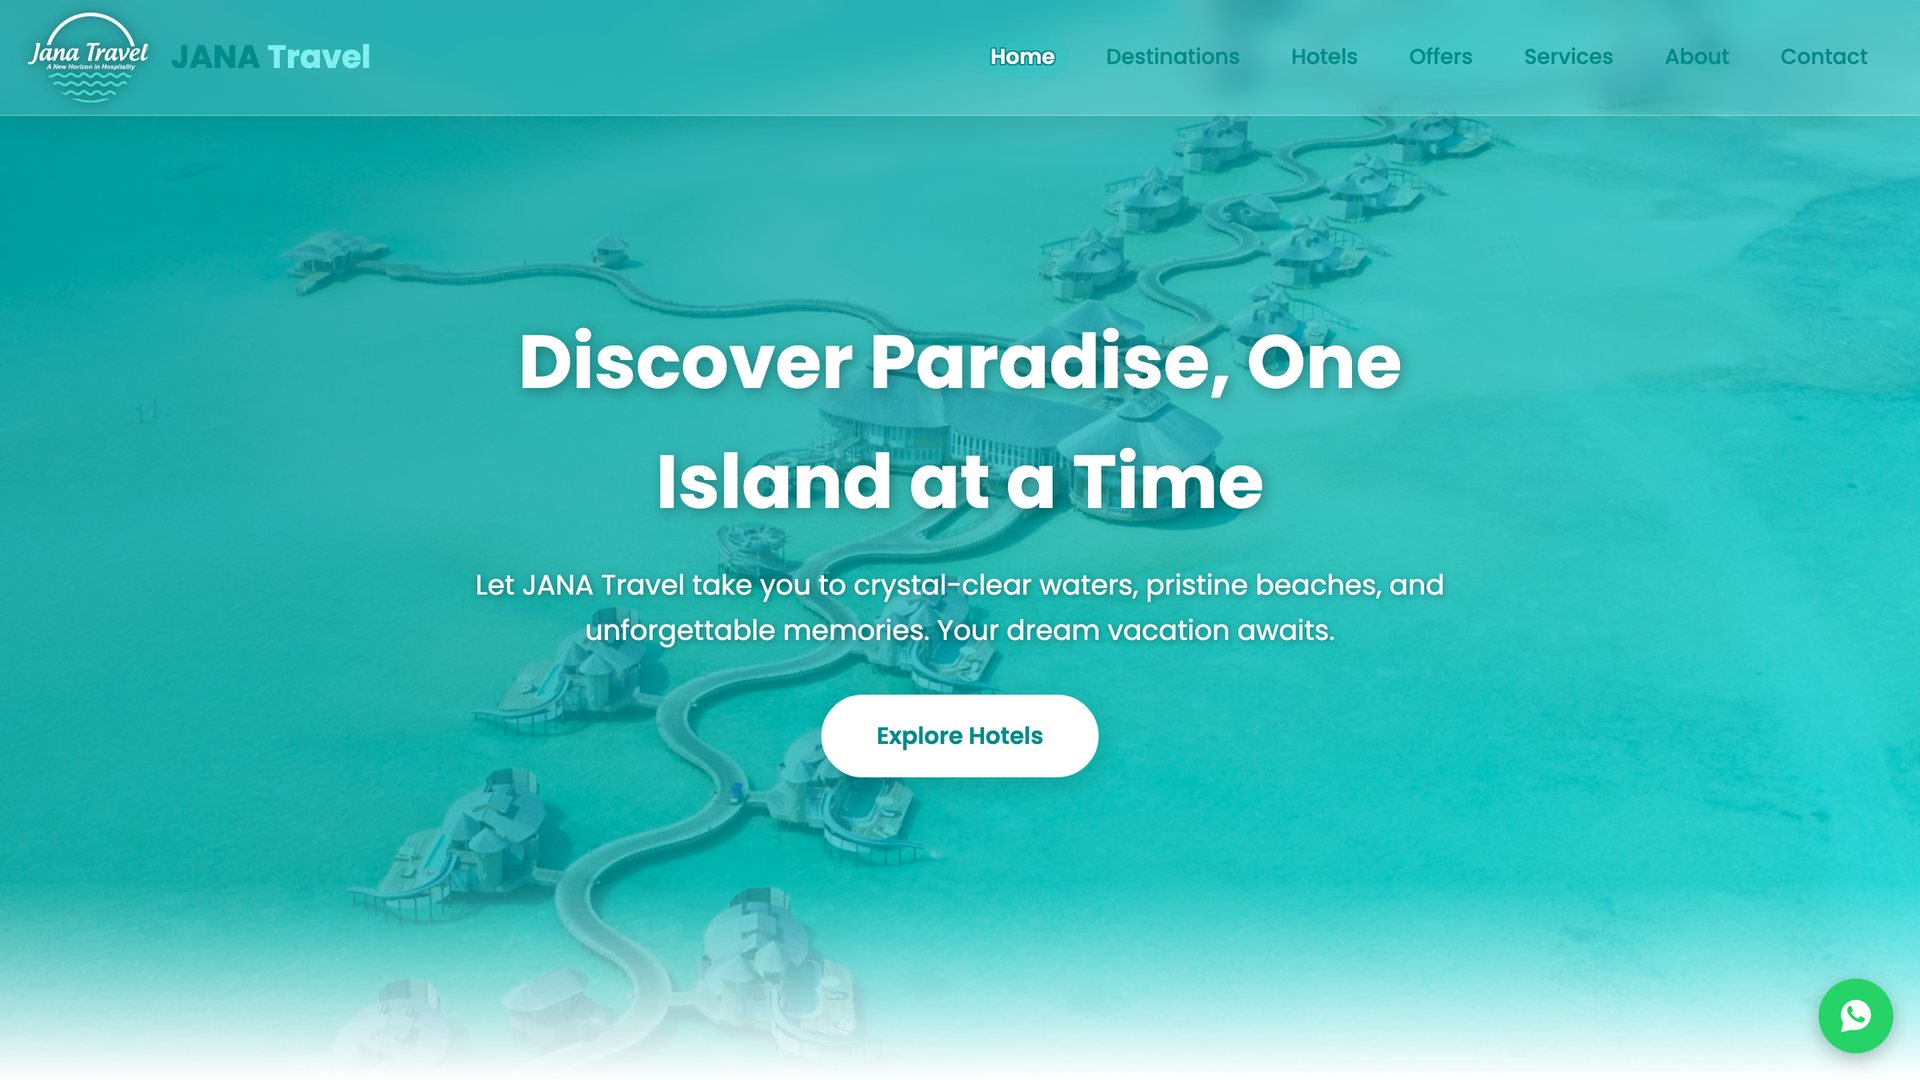 Jana Travel
A New Horizon in Hospitality
JANA Travel
Home
Destinations
Hotels
Offers
Services
About
Contact
Discover Paradise, One
Island at a Time
Let JANA Travel take you to crystal-clear waters, pristine beaches, and
unforgettable memories. Your dream vacation awaits.
Explore Hotels